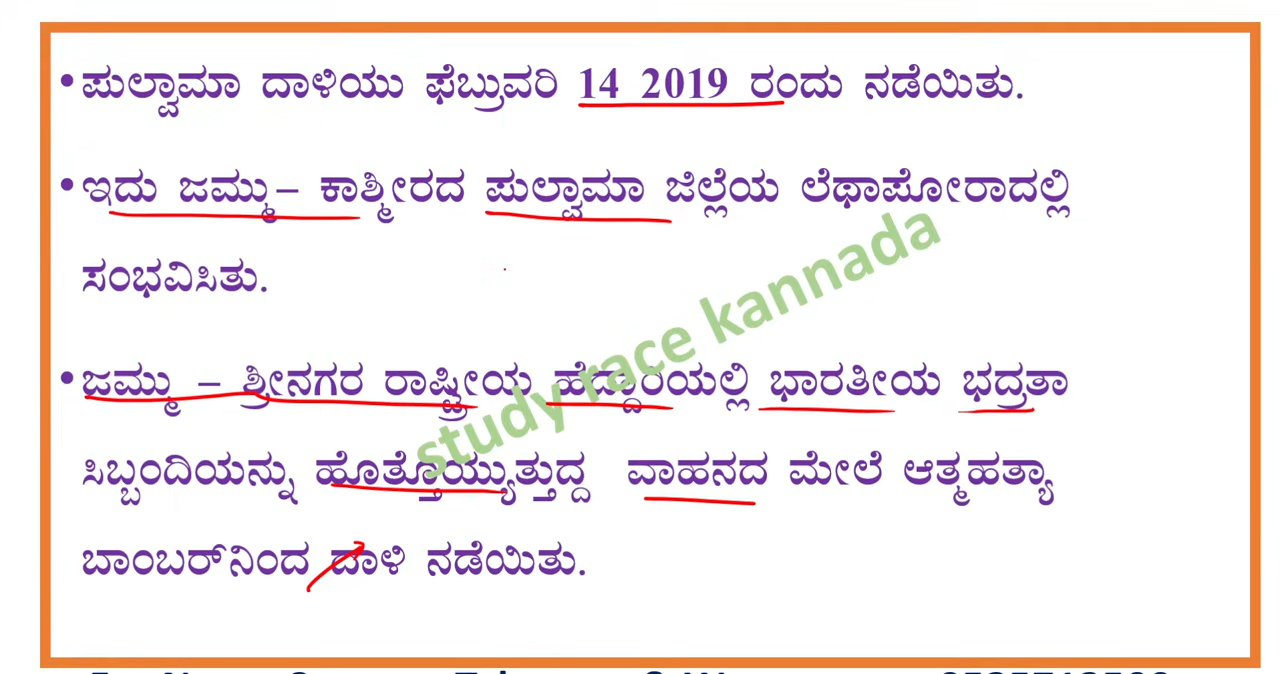 •ಪುಲ್ವಾಮಾ ದಾಳಿಯು ಫೆಬ್ರುವರಿ 14 2019 ರಂದು ನಡೆಯಿತು.
•ಇದು ಜಮ್ಮು– ಕಾಶ್ಮೀರದ ಪುಲ್ವಾಮಾ ಜಿಲ್ಲೆಯ ಲೆಥಾಪೋರಾದಲ್ಲಿ
ಸಂಭವಿಸಿತು.
•ಜಮ್ಮು – ಶ್ರೀನಗರ ರಾಷ್ಟ್ರೀಯ ಹೆದ್ದಾರಿಯಲ್ಲಿ ಭಾರತೀಯ ಭದ್ರತಾ
ಸಿಬ್ಬಂದಿಯನ್ನು ಹೊತ್ತೊಯ್ಯುತ್ತುದ್ದ ವಾಹನದ ಮೇಲೆ ಆತ್ಮಹತ್ಯಾ
ಬಾಂಬರ್‌ನಿಂದ ದಾಳಿ ನಡೆಯಿತು.
study race kannada